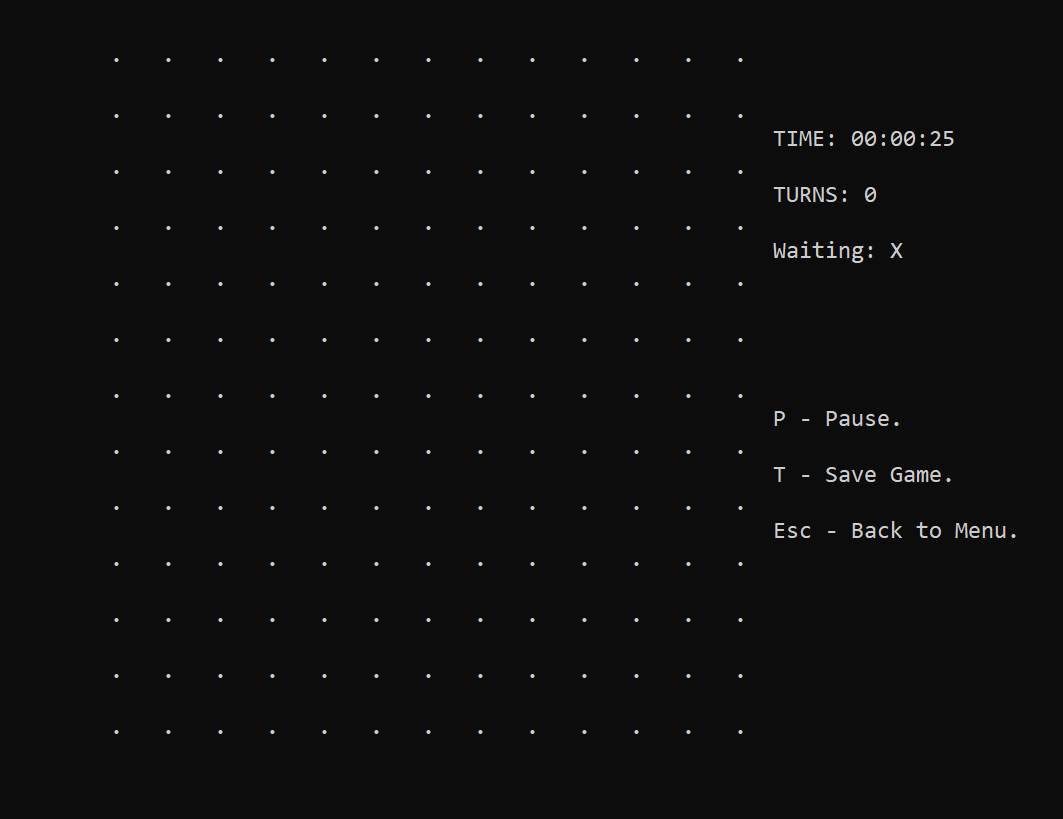 TIME: 00:00:25
TURNS: 0
Waiting: X
P - Pause.
T - Save Game.
Esc - Back to Menu.